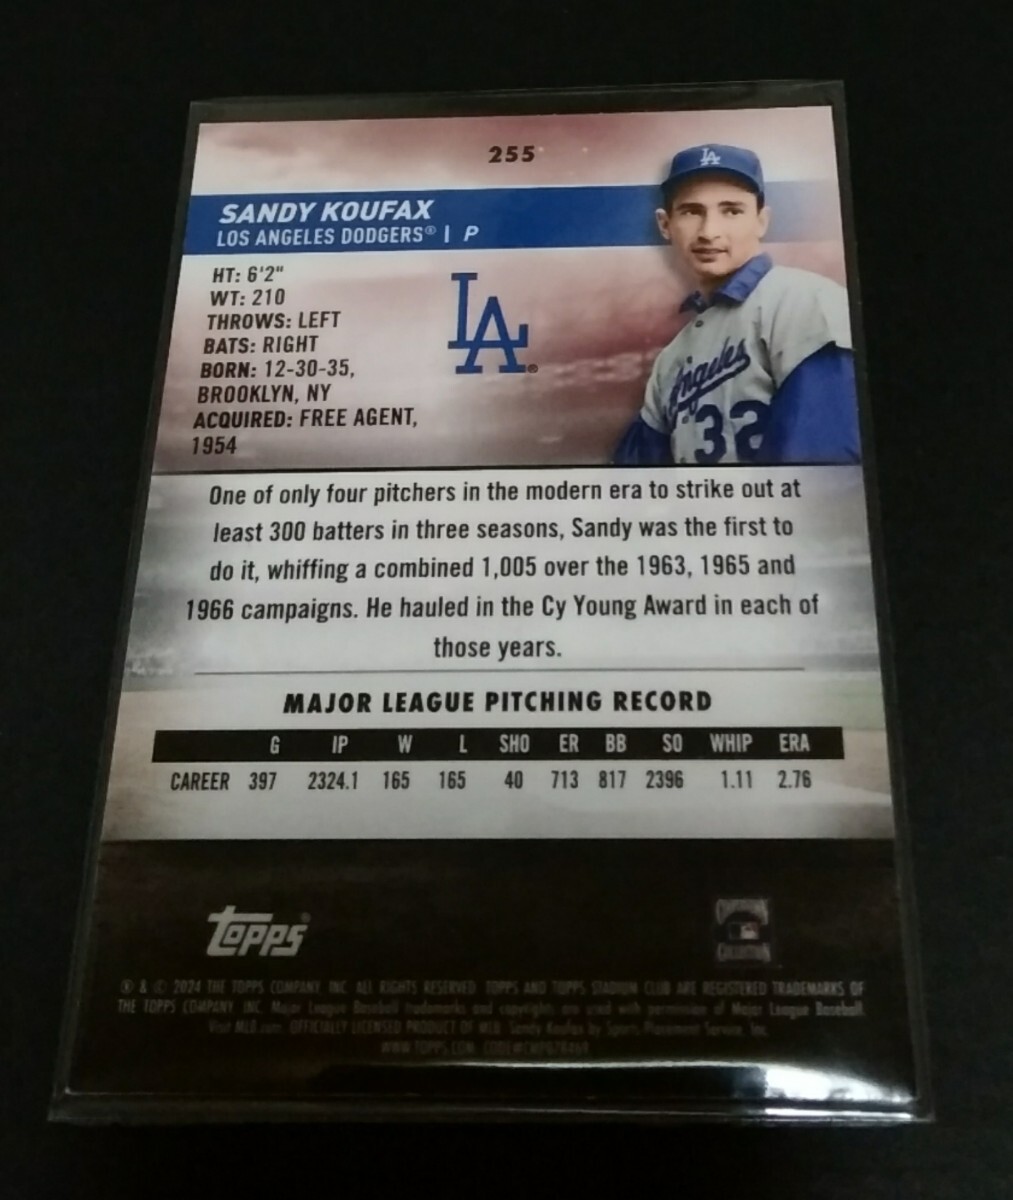 255
SANDY KOUFAX
LOS ANGELES DODGERS® | P
LA
HT: 6'2"
WT: 210
THROWS: LEFT
BATS: RIGHT
BORN: 12-30-35,
BROOKLYN, NY
ACQUIRED: FREE AGENT,
1954
LA®
Angeles
32
One of only four pitchers in the modern era to strike out at
least 300 batters in three seasons, Sandy was the first to
do it, whiffing a combined 1,005 over the 1963, 1965 and
1966 campaigns. He hauled in the Cy Young Award in each of
those years.
MAJOR LEAGUE PITCHING RECORD
G IP W L SHO ER BB SO WHIP ERA
CAREER 397 2324.1 165 165 40 713 817 2396 1.11 2.76
TOPPS®
COLLECTION
® & © 2024 THE TOPPS COMPANY, INC. ALL RIGHTS RESERVED. TOPPS AND TOPPS STADIUM CLUB ARE REGISTERED TRADEMARKS OF
THE TOPPS COMPANY, INC. Major League Baseball trademarks and copyrights are used with permission of Major League Baseball.
Visit MLB.com. OFFICIALLY LICENSED PRODUCT OF MLB. Sandy Koufax by Sports Placement Service, Inc.
WWW.TOPPS.COM